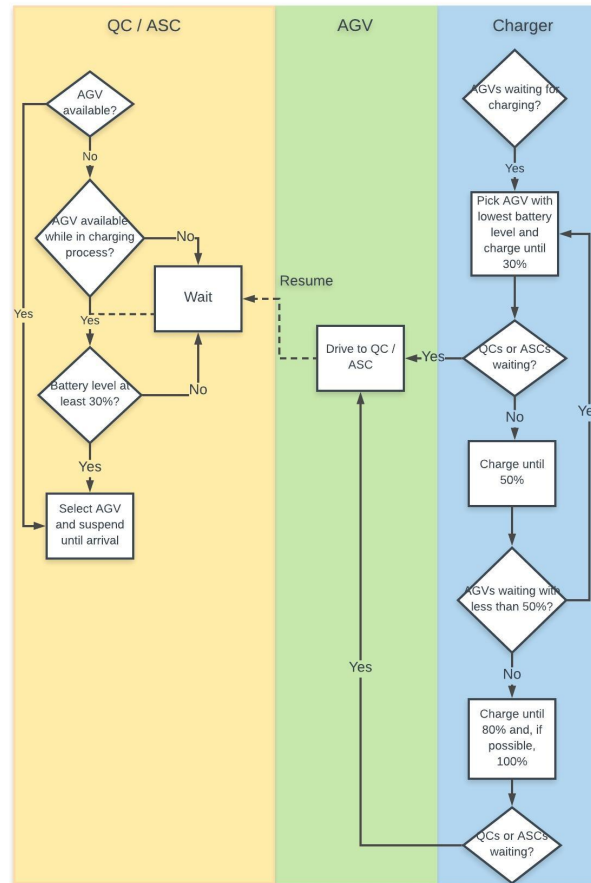 QC / ASC
AGV
Charger
AGV
available?
No
AGV available
while in charging
process?
No
Wait
Yes
Yes
Battery level at
least 30%?
No
Yes
Select AGV
and suspend
until arrival
Resume
Drive to QC /
ASC
Yes
AGVs waiting for
charging?
Yes
Pick AGV with
lowest battery
level and
charge until
30%
QCs or ASCs
waiting?
Yes
No
Charge until
50%
AGVs waiting with
less than 50%?
No
Charge until
80% and, if
possible,
100%
QCs or ASCs
waiting?
Yes